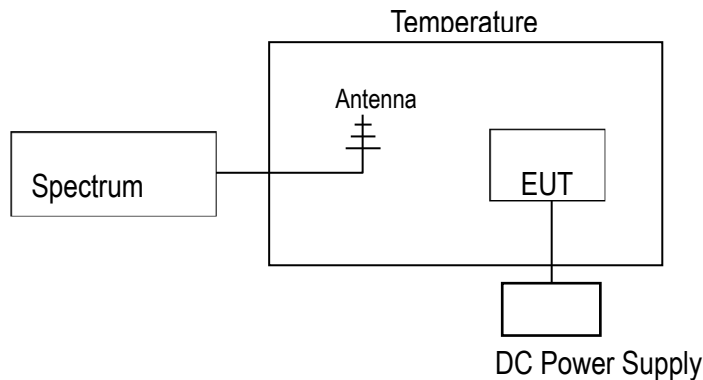 Temperature
Antenna
Spectrum
EUT
DC Power Supply